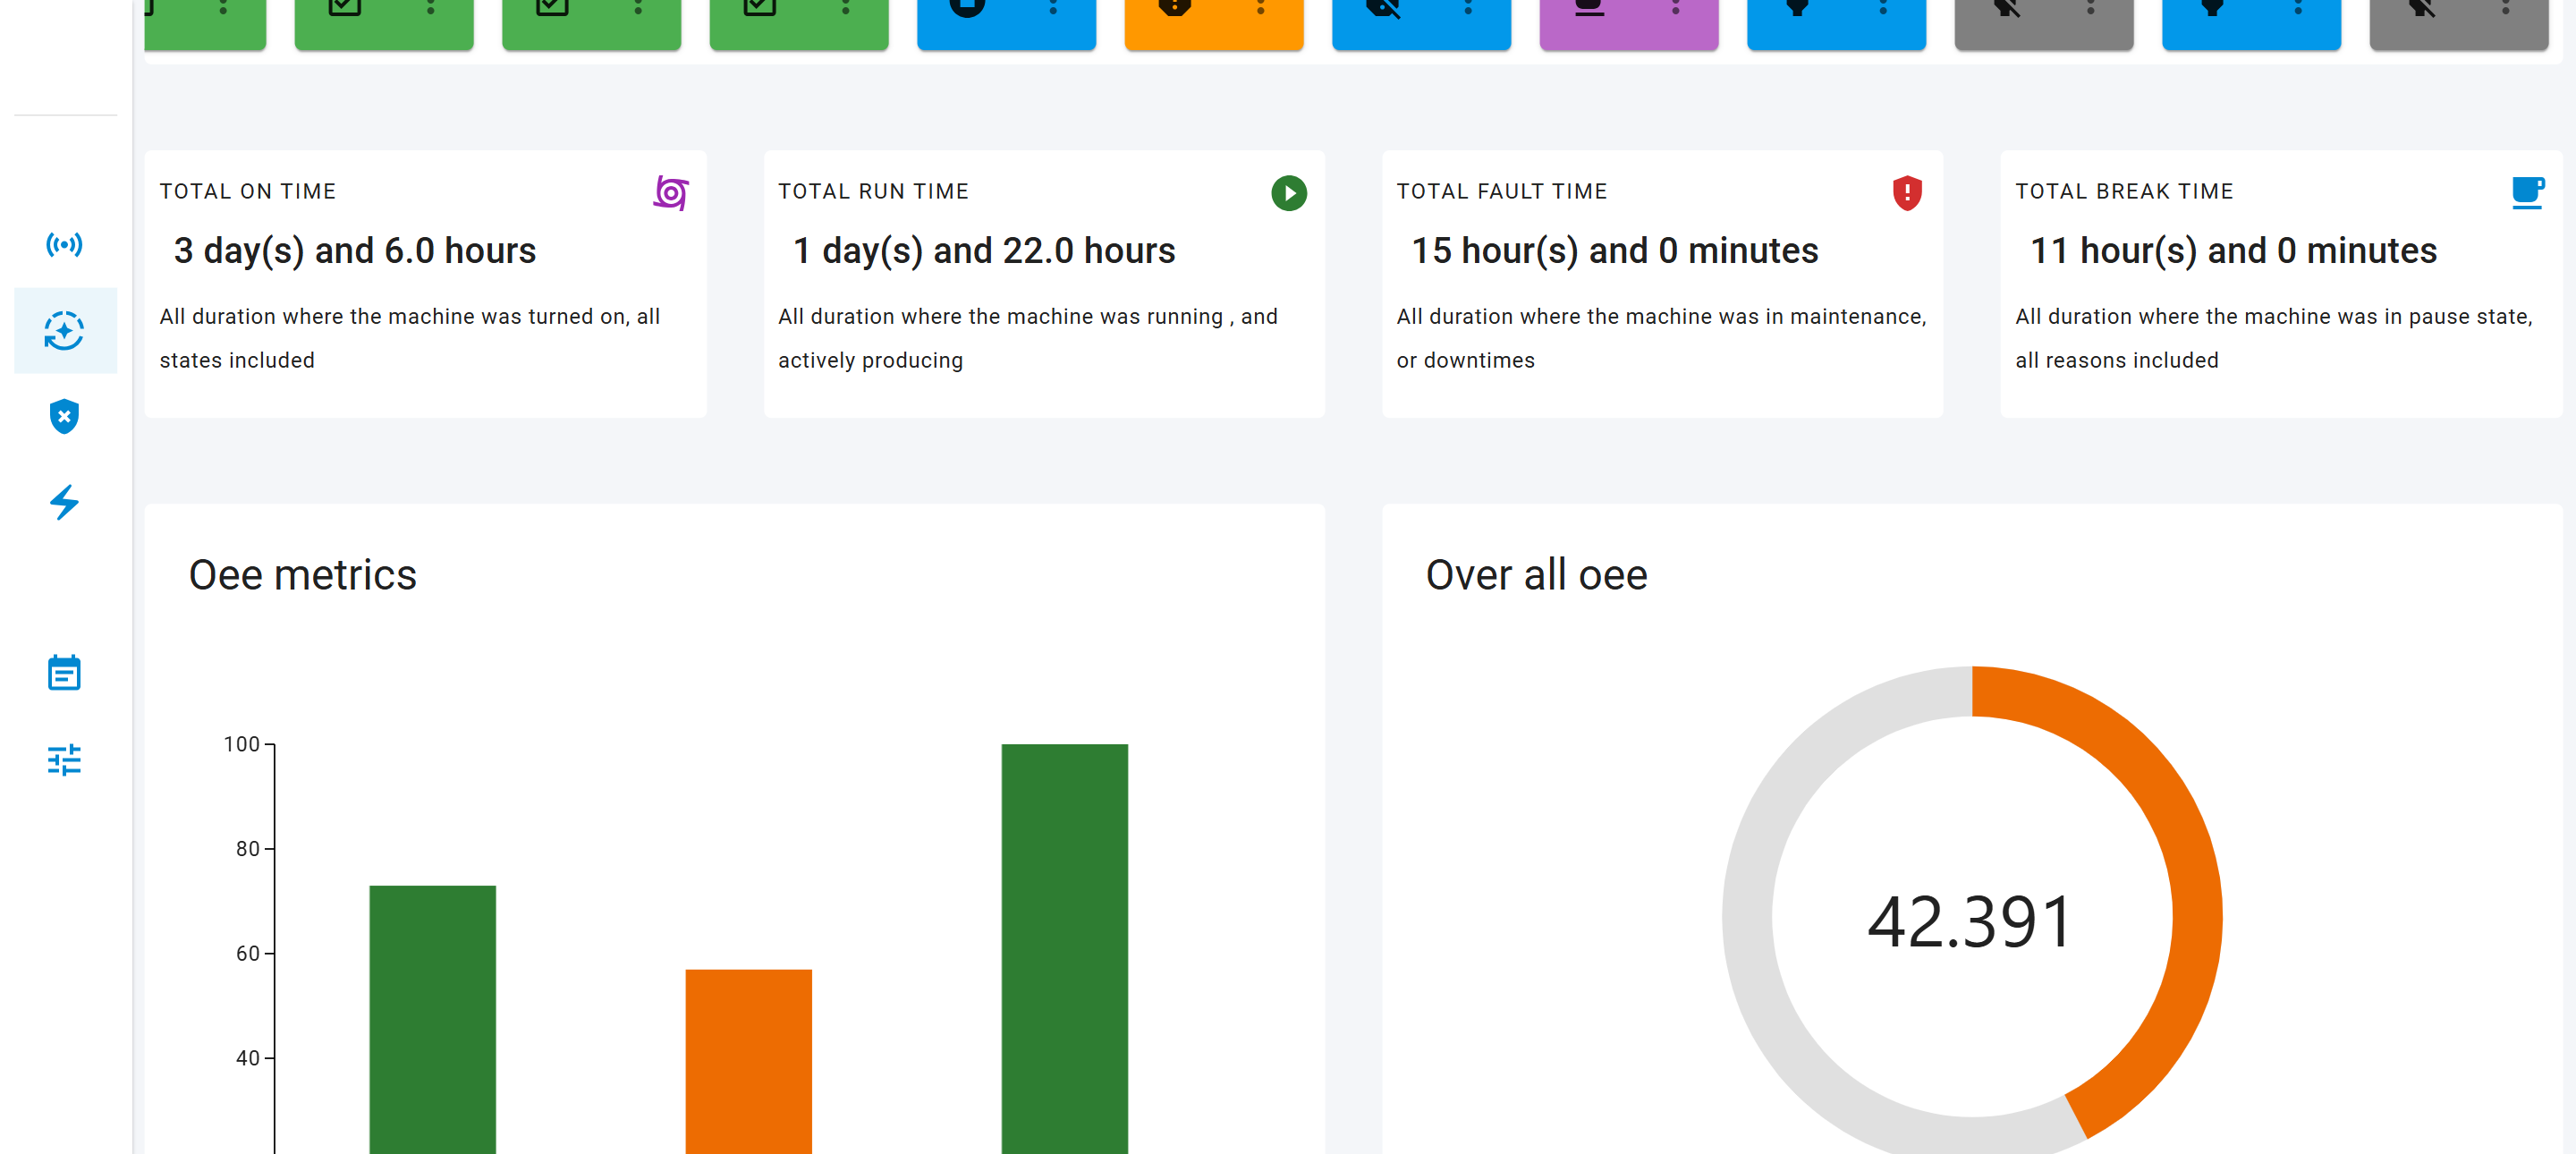 TOTAL ON TIME
3 day(s) and 6.0 hours
All duration where the machine was turned on, all
states included
TOTAL RUN TIME
1 day(s) and 22.0 hours
All duration where the machine was running , and
actively producing
TOTAL FAULT TIME
15 hour(s) and 0 minutes
All duration where the machine was in maintenance,
or downtimes
TOTAL BREAK TIME
11 hour(s) and 0 minutes
All duration where the machine was in pause state,
all reasons included
Oee metrics
100
80
60
40
Over all oee
42.391